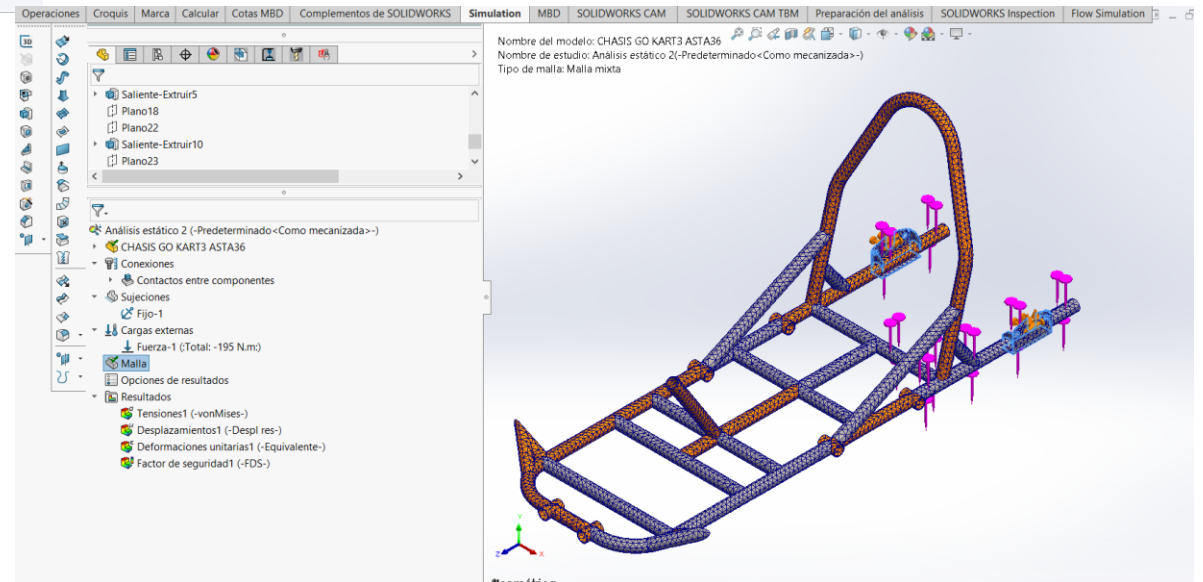 Operaciones Croquis Marca Calcular Cotas MBD Complementos de SOLIDWORKS Simulation MBD SOLIDWORKS CAM SOLIDWORKS CAM TBM Preparación del análisis SOLIDWORKS Inspection Flow Simulation
Saliente-Extruir5
Plano18
Plano22
Saliente-Extruir10
Plano23
Análisis estático 2 (-Predeterminado<Como mecanizada>-)
CHASIS GO KART3 ASTA36
Conexiones
Contactos entre componentes
Sujeciones
Fijo-1
Cargas externas
Fuerza-1 (:Total: -195 N.m:)
Malla
Opciones de resultados
Resultados
Tensiones1 (-vonMises-)
Desplazamientos1 (-Despl res-)
Deformaciones unitarias1 (-Equivalente-)
Factor de seguridad1 (-FDS-)
Nombre del modelo: CHASIS GO KART3 ASTA36
Nombre de estudio: Análisis estático 2(-Predeterminado<Como mecanizada>-)
Tipo de malla: Malla mixta
Y
Z
X